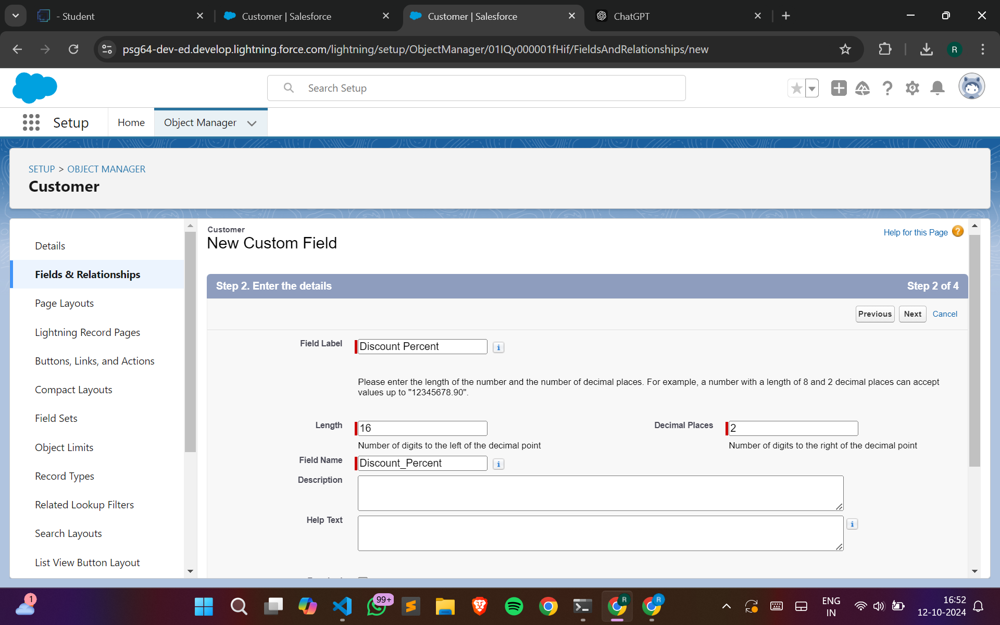 - Student
Customer | Salesforce
Customer | Salesforce
ChatGPT
psg64-dev-ed.develop.lightning.force.com/lightning/setup/ObjectManager/01IQy000001fHif/FieldsAndRelationships/new
R
Search Setup
Setup
Home
Object Manager
SETUP > OBJECT MANAGER
Customer
Details
Fields & Relationships
Page Layouts
Lightning Record Pages
Buttons, Links, and Actions
Compact Layouts
Field Sets
Object Limits
Record Types
Related Lookup Filters
Search Layouts
List View Button Layout
Customer
New Custom Field
Help for this Page
Step 2. Enter the details
Step 2 of 4
Previous
Next
Cancel
Field Label
Discount Percent
Please enter the length of the number and the number of decimal places. For example, a number with a length of 8 and 2 decimal places can accept
values up to "12345678.90".
Length
16
Decimal Places
2
Number of digits to the left of the decimal point
Number of digits to the right of the decimal point
Field Name
Discount_Percent
Description
Help Text
1
99+
R
R
ENG
IN
16:52
12-10-2024